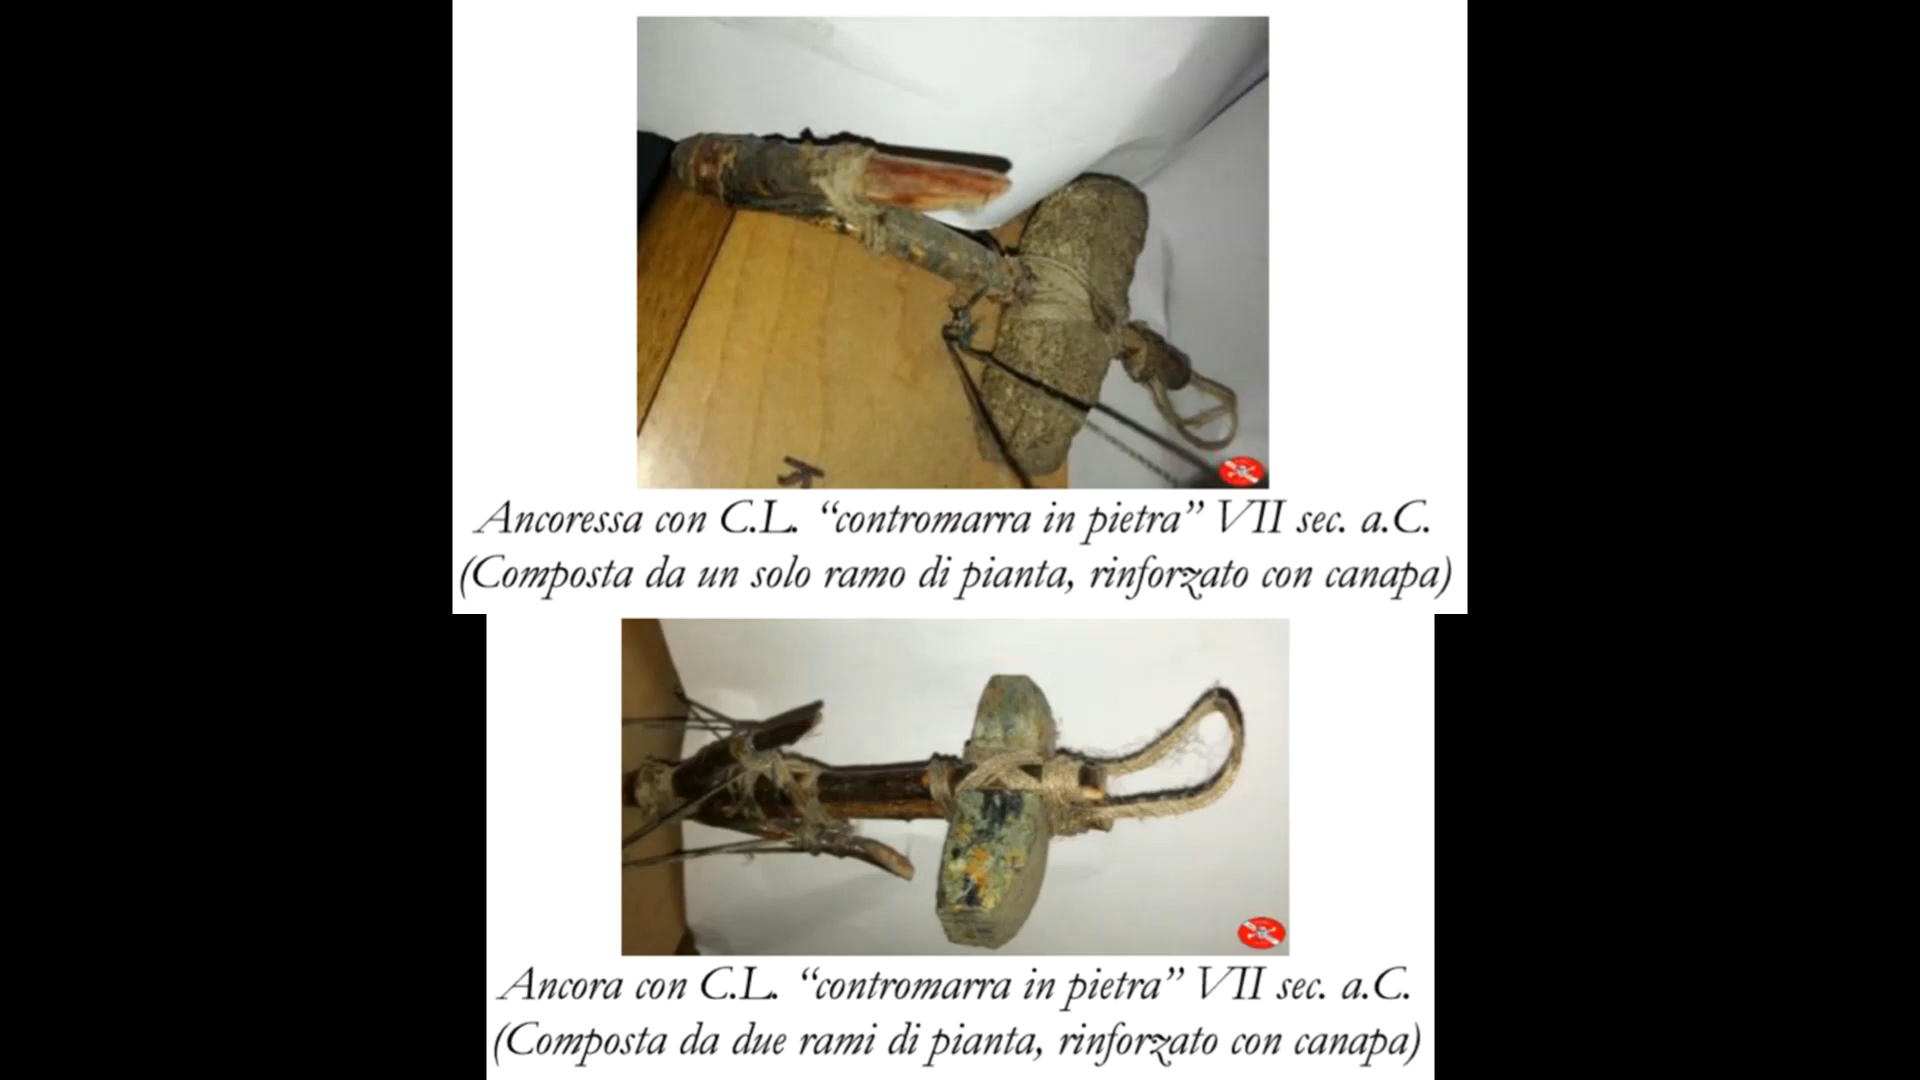 Ancoressa con C.L. “contromarra in pietra” VII sec. a.C.
(Composta da un solo ramo di pianta, rinforzato con canapa)
Ancora con C.L. “contromarra in pietra” VII sec. a.C.
(Composta da due rami di pianta, rinforzato con canapa)